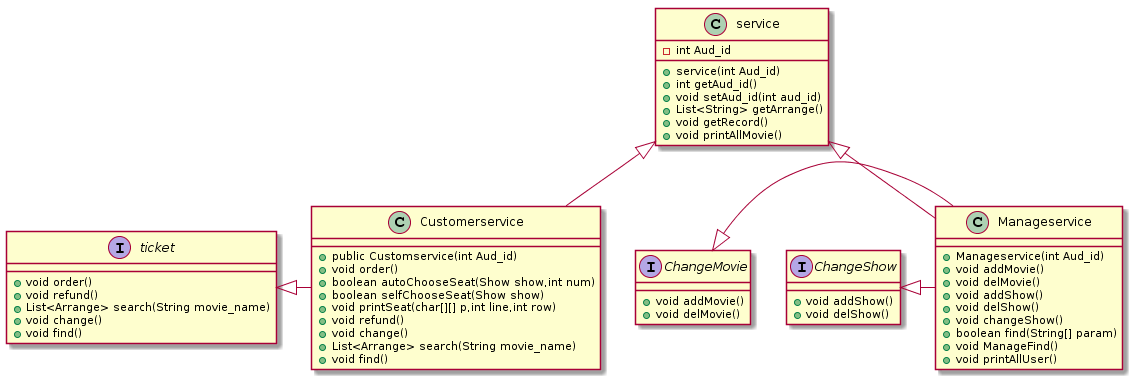 C service
int Aud_id
service(int Aud_id)
int getAud_id()
void setAud_id(int aud_id)
List<String> getArrange()
void getRecord()
void printAllMovie()
I ticket
void order()
void refund()
List<Arrange> search(String movie_name)
void change()
void find()
C Customerservice
public Customservice(int Aud_id)
void order()
boolean autoChooseSeat(Show show,int num)
boolean selfChooseSeat(Show show)
void printSeat(char[][] p,int line,int row)
void refund()
void change()
List<Arrange> search(String movie_name)
void find()
I ChangeMovie
void addMovie()
void delMovie()
I ChangeShow
void addShow()
void delShow()
C Manageservice
Manageservice(int Aud_id)
void addMovie()
void delMovie()
void addShow()
void delShow()
void changeShow()
boolean find(String[] param)
void ManageFind()
void printAllUser()